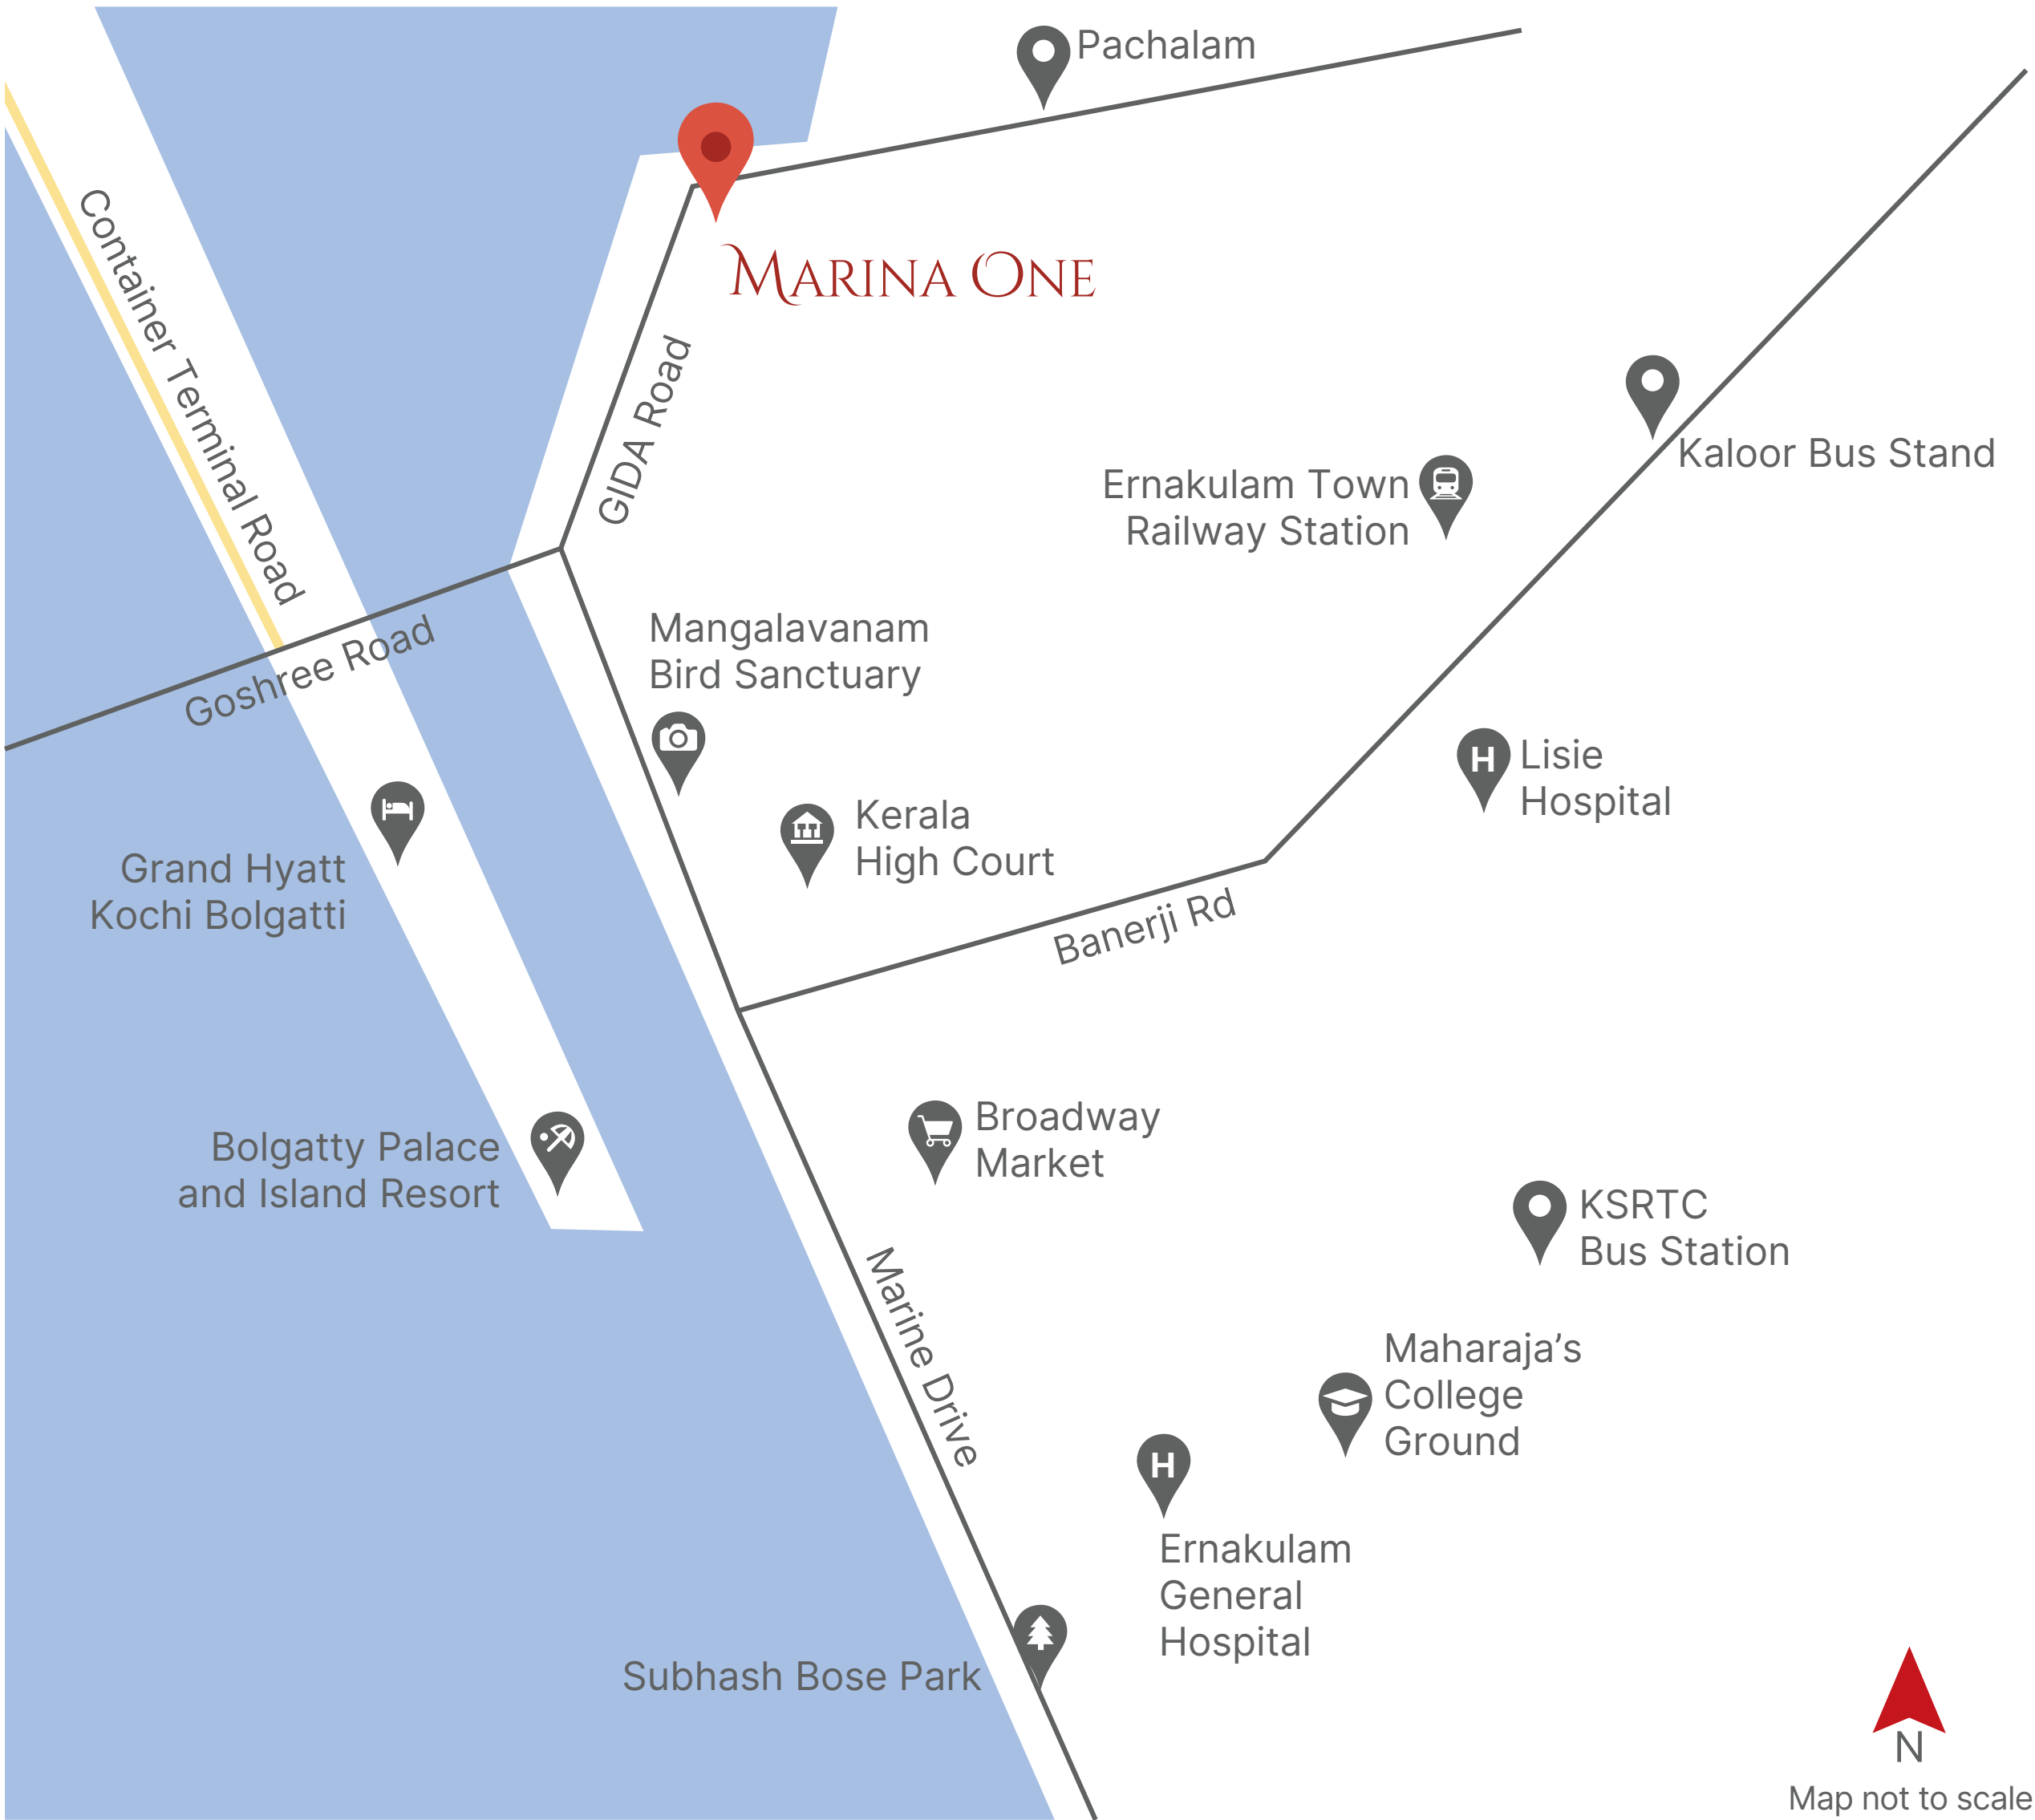 Pachalam
MARINA ONE
Container Terminal Road
GIDA Road
Kaloor Bus Stand
Ernakulam Town
Railway Station
Goshree Road
Mangalavanam
Bird Sanctuary
H
Lisie
Hospital
Kerala
High Court
Grand Hyatt
Kochi Bolgatti
Banerji Rd
Broadway
Market
Bolgatty Palace
and Island Resort
KSRTC
Bus Station
Marine Drive
Maharaja’s
College
Ground
H
Ernakulam
General
Hospital
Subhash Bose Park
N
Map not to scale